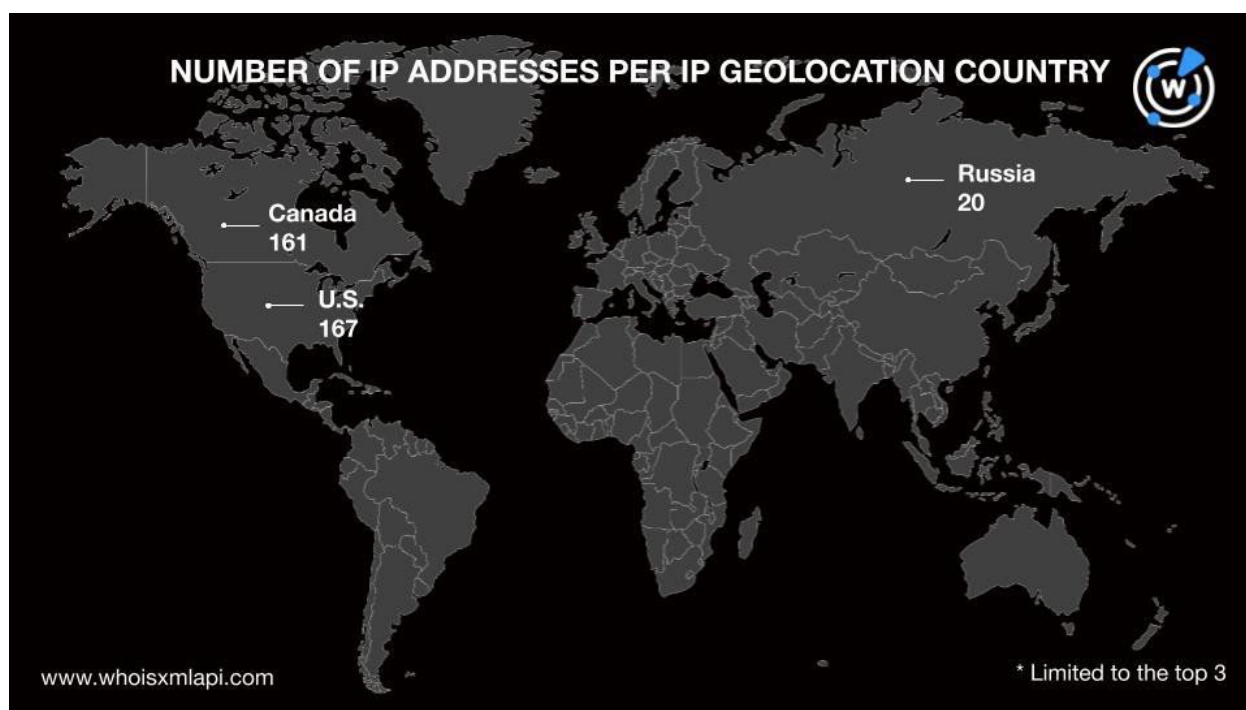 NUMBER OF IP ADDRESSES PER IP GEOLOCATION COUNTRY
W
Russia
20
Canada
161
U.S.
167
www.whoisxmlapi.com
* Limited to the top 3